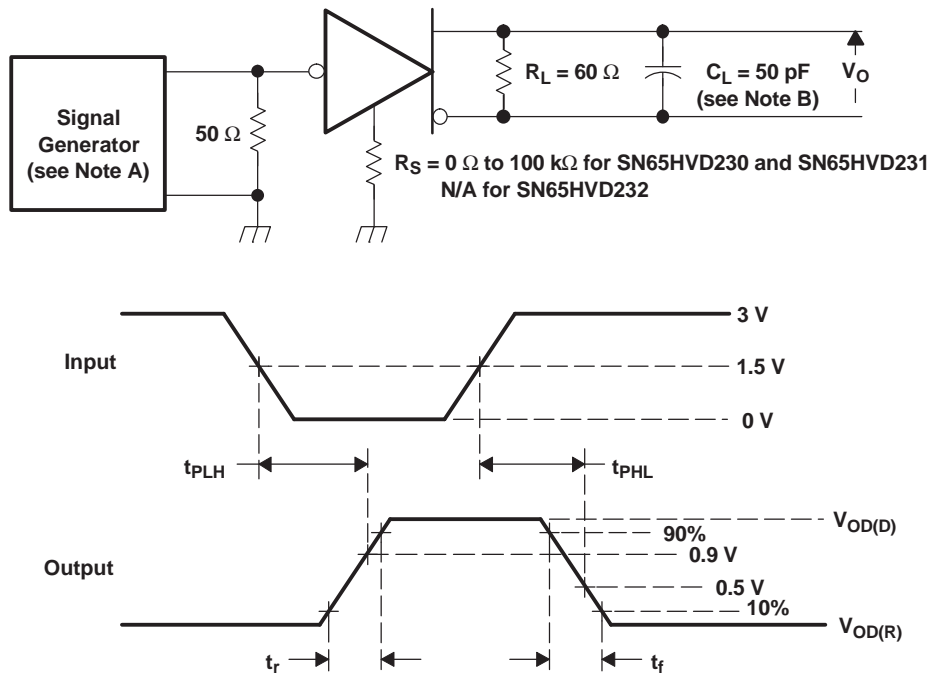 Signal
Generator
(see Note A)
50 Ω
R_L = 60 Ω
C_L = 50 pF
(see Note B)
V_O
R_S = 0 Ω to 100 kΩ for SN65HVD230 and SN65HVD231
N/A for SN65HVD232
Input
3 V
1.5 V
0 V
t_PLH
t_PHL
Output
V_OD(D)
90%
0.9 V
0.5 V
10%
V_OD(R)
t_r
t_f